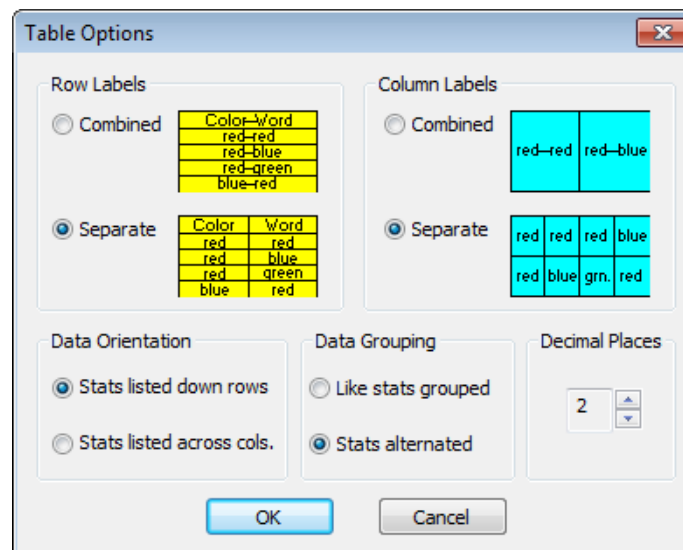 Table Options
Row Labels
Combined
Color–Word
red–red
red–blue
red–green
blue–red
Separate
Color Word
red red
red blue
red green
blue red
Column Labels
Combined
red–red red–blue
Separate
red red red blue
red blue grn. red
Data Orientation
Stats listed down rows
Stats listed across cols.
Data Grouping
Like stats grouped
Stats alternated
Decimal Places
2
OK Cancel